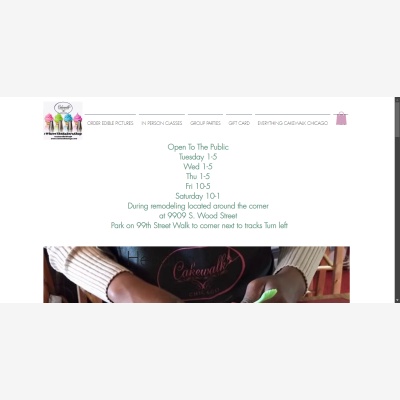 Cakewalk
ORDER EDIBLE PICTURES
IN PERSON CLASSES
GROUP PARTIES
GIFT CARD
EVERYTHING CAKEWALK CHICAGO
Open To The Public
Tuesday 1-5
Wed 1-5
Thu 1-5
Fri 10-5
Saturday 10-1
During remodeling located around the corner
at 9909 S. Wood Street
Park on 99th Street Walk to corner next to tracks Turn left
He
Cakewalk